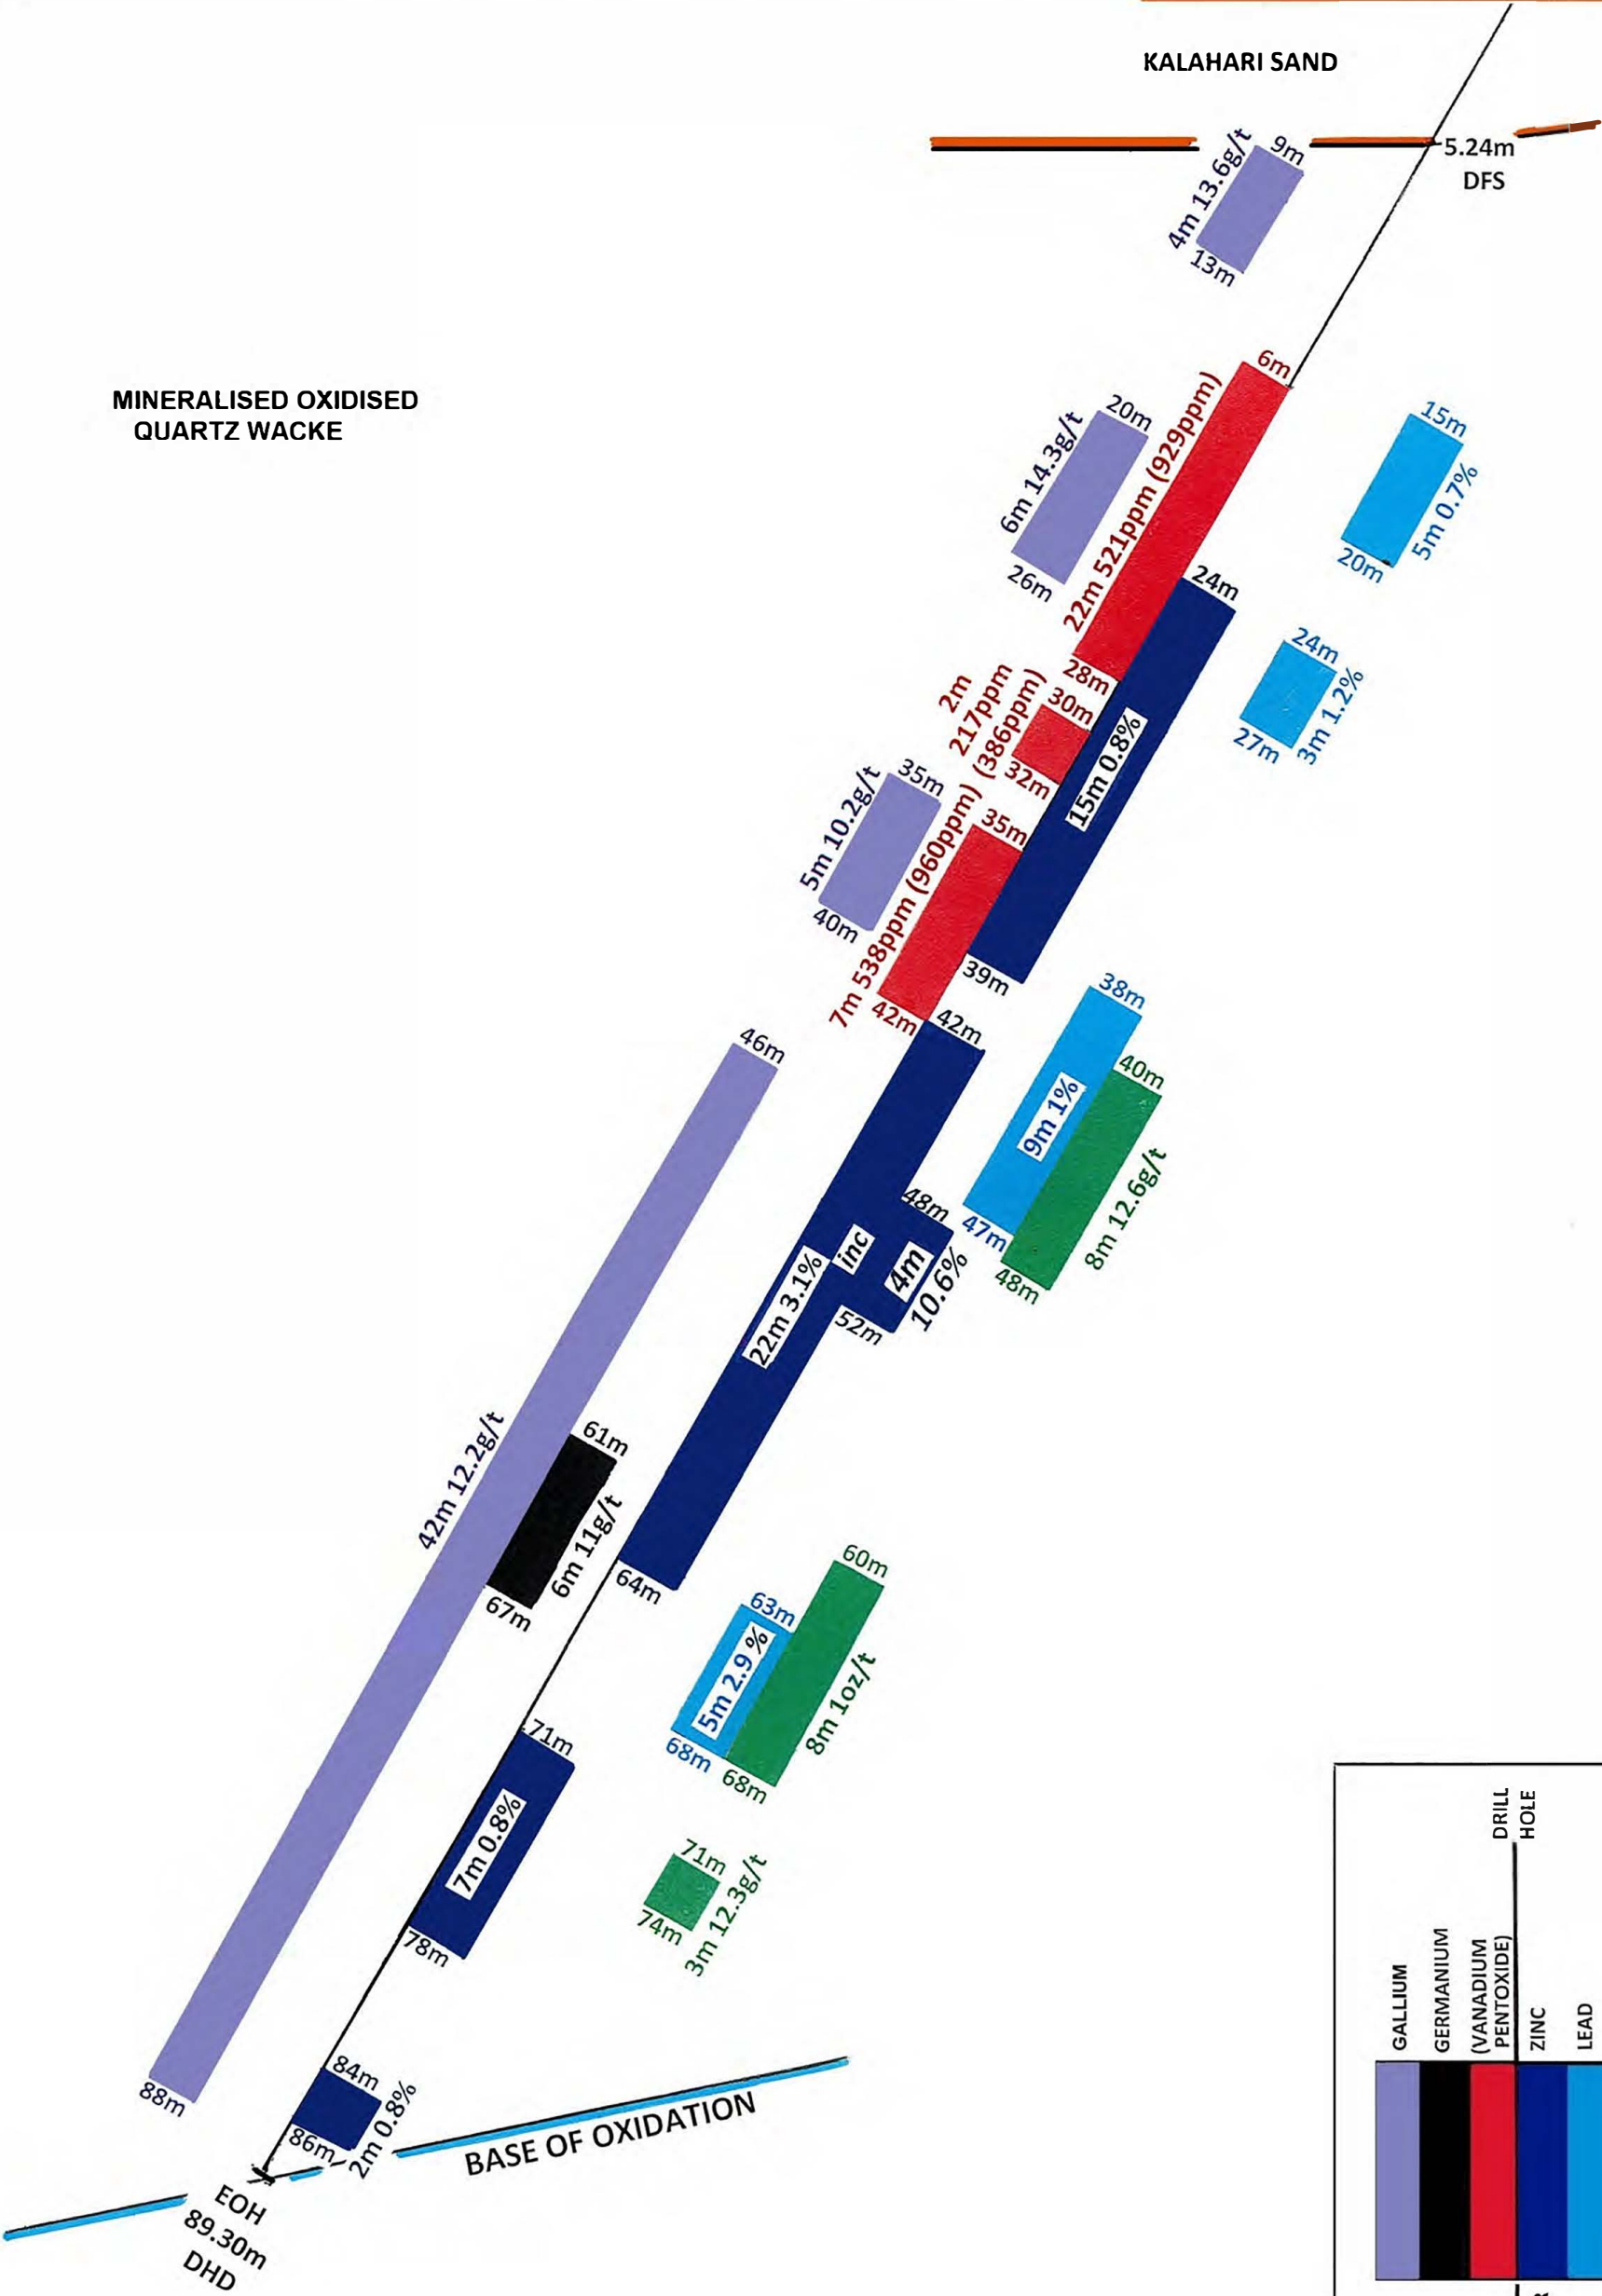 KALAHARI SAND
5.24m
DFS
9m
4m 13.6g/t
13m
MINERALISED OXIDISED
QUARTZ WACKE
6m
22m 521ppm (929ppm)
28m
20m
6m 14.3g/t
26m
15m
5m 0.7%
20m
24m
15m 0.8%
39m
24m
3m 1.2%
27m
2m
217ppm
(386ppm)
30m
32m
35m
5m 10.2g/t
40m
35m
7m 538ppm (960ppm)
42m
38m
9m 1%
47m
40m
8m 12.6g/t
48m
42m
22m 3.1%
inc
48m
4m
10.6%
52m
64m
46m
42m 12.2g/t
88m
61m
6m 11g/t
67m
60m
8m 1oz/t
68m
63m
5m 2.9 %
68m
71m
7m 0.8%
78m
71m
3m 12.3g/t
74m
84m
2m 0.8%
86m
BASE OF OXIDATION
EOH
89.30m
DHD
DRILL
HOLE
GALLIUM
GERMANIUM
(VANADIUM
PENTOXIDE)
ZINC
LEAD